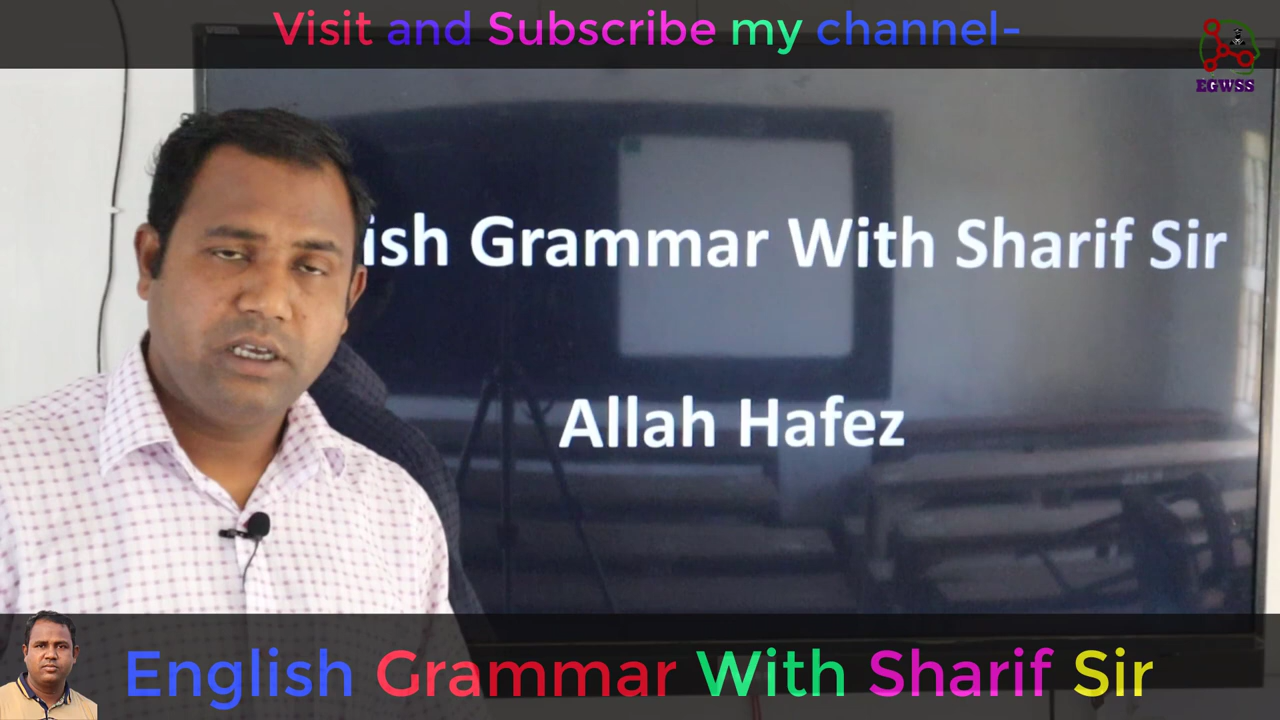 Visit and Subscribe my channel-
EGWSS
ish Grammar With Sharif Sir
Allah Hafez
English Grammar With Sharif Sir